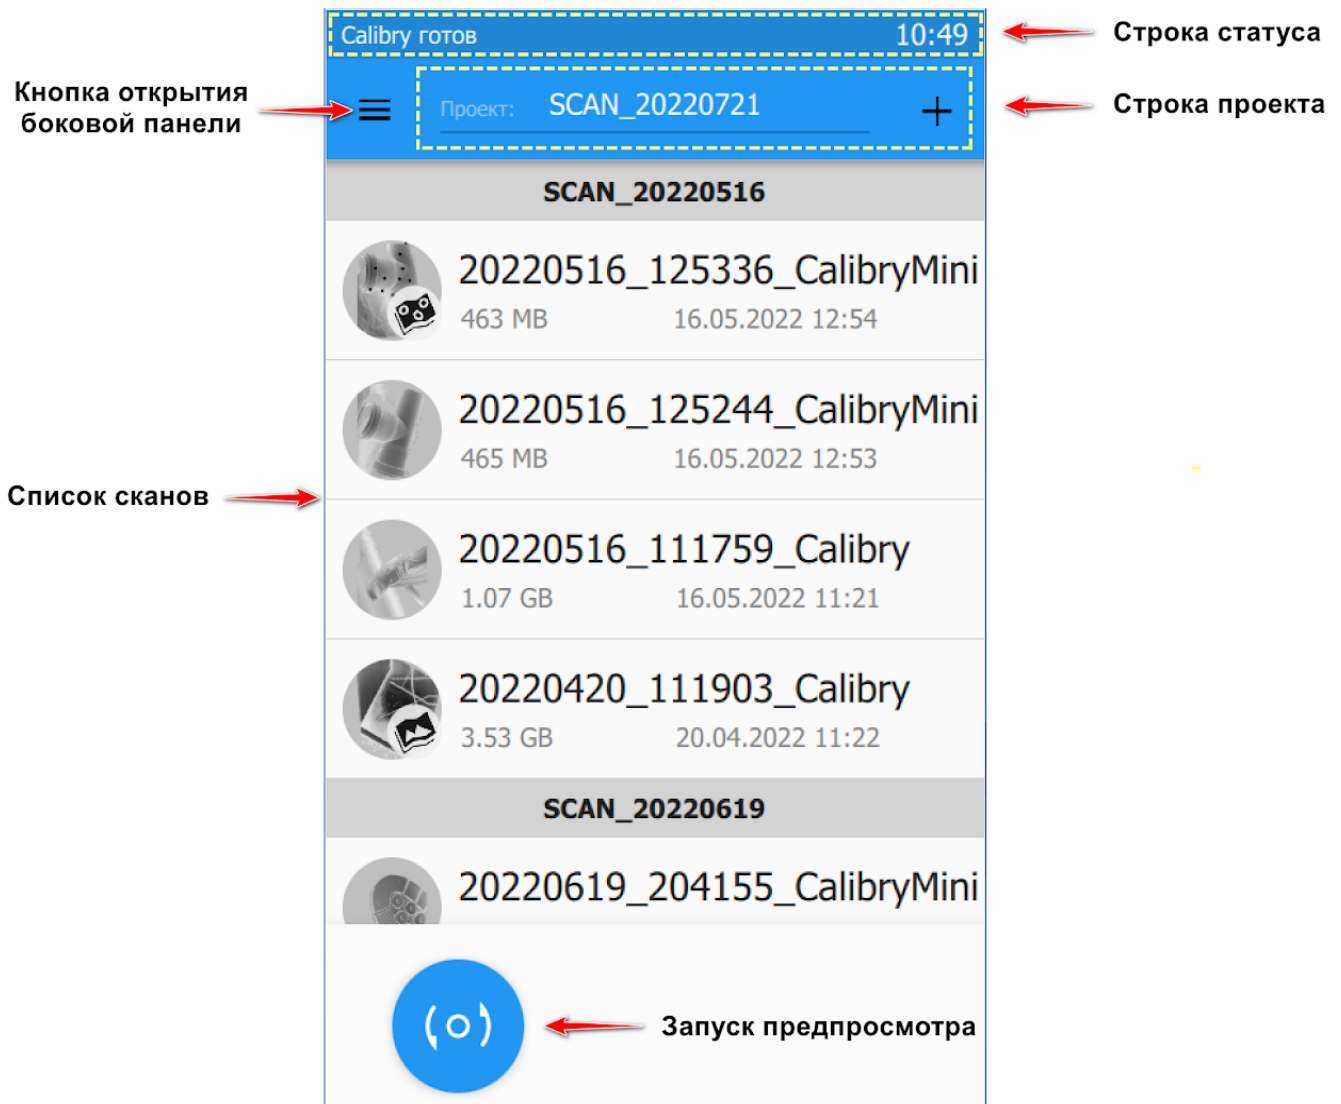 Calibry готов 10:49
Строка статуса
Кнопка открытия
боковой панели
Проект: SCAN_20220721
Строка проекта
SCAN_20220516
20220516_125336_CalibryMini
463 MB 16.05.2022 12:54
20220516_125244_CalibryMini
465 MB 16.05.2022 12:53
Список сканов
20220516_111759_Calibry
1.07 GB 16.05.2022 11:21
20220420_111903_Calibry
3.53 GB 20.04.2022 11:22
SCAN_20220619
20220619_204155_CalibryMini
Запуск предпросмотра